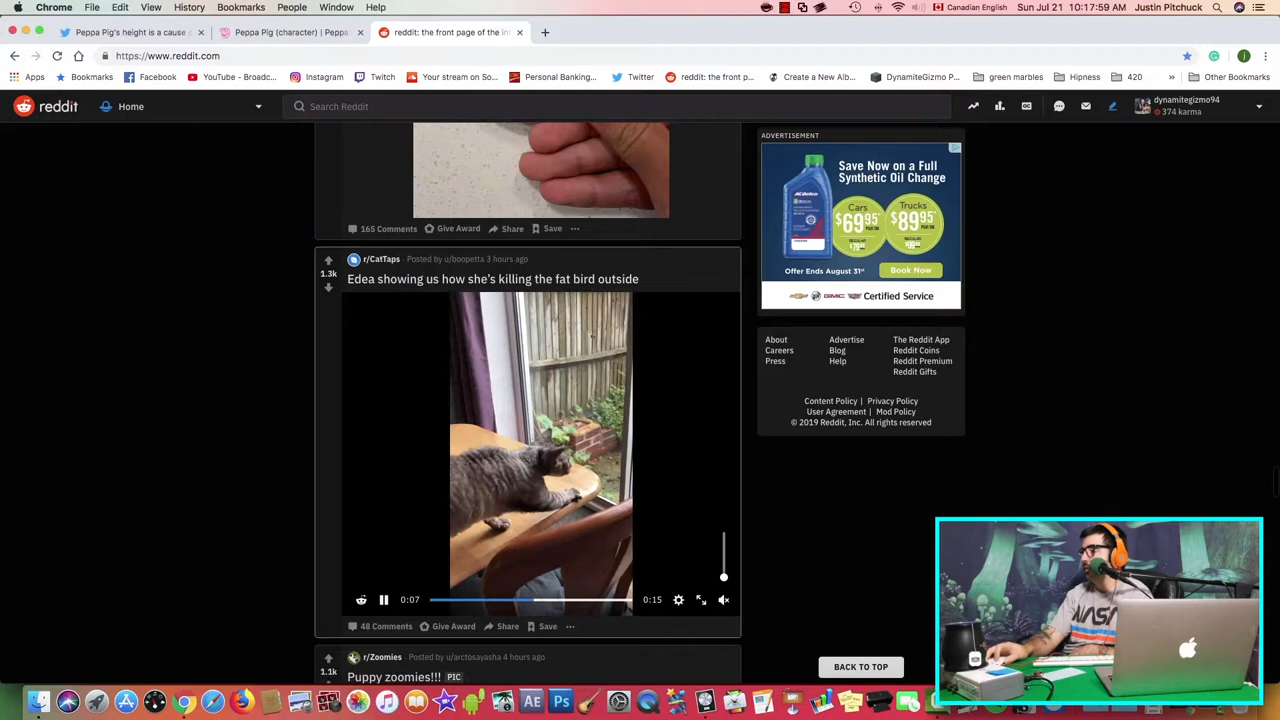 Chrome File Edit View History Bookmarks People Window Help
Canadian English Sun Jul 21 10:17:59 AM Justin Pitchuck
Peppa Pig's height is a cause c
Peppa Pig (character) | Peppa
reddit: the front page of the in
https://www.reddit.com
j
Apps Bookmarks Facebook YouTube - Broadc... Instagram Twitch Your stream on So... Personal Banking... Twitter reddit: the front p... Create a New Alb... DynamiteGizmo P... green marbles Hipness 420 » Other Bookmarks
reddit Home Search Reddit dynamitegizmo94
374 karma
165 Comments Give Award Share Save
r/CatTaps · Posted by u/boopetta 3 hours ago
1.3k
Edea showing us how she's killing the fat bird outside
0:07 0:15
48 Comments Give Award Share Save
r/Zoomies · Posted by u/arctosayasha 4 hours ago
1.1k
Puppy zoomies!!! PIC
ADVERTISEMENT
Save Now on a Full
Synthetic Oil Change
ACDelco
Cars
$69.95*
Trucks
$89.95*
Offer Ends August 31st
Book Now
GMC Certified Service
About Advertise The Reddit App
Careers Blog Reddit Coins
Press Help Reddit Premium
Reddit Gifts
Content Policy | Privacy Policy
User Agreement | Mod Policy
© 2019 Reddit, Inc. All rights reserved
BACK TO TOP
NASA
AE Ps